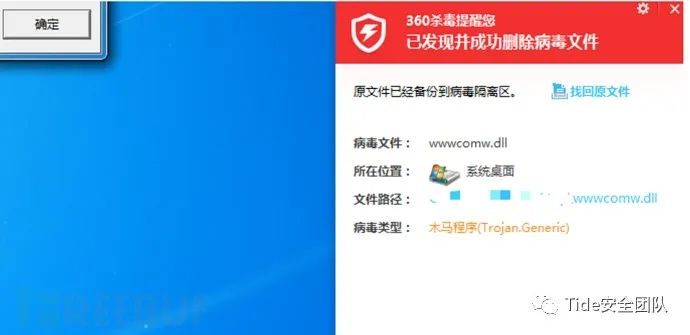 确定
360杀毒提醒您
已发现并成功删除病毒文件
原文件已经备份到病毒隔离区。 找回原文件
病毒文件： wwwcomw.dll
所在位置： 系统桌面
文件路径： wwwcomw.dll
病毒类型： 木马程序(Trojan.Generic)
REEBUF
Tide安全团队